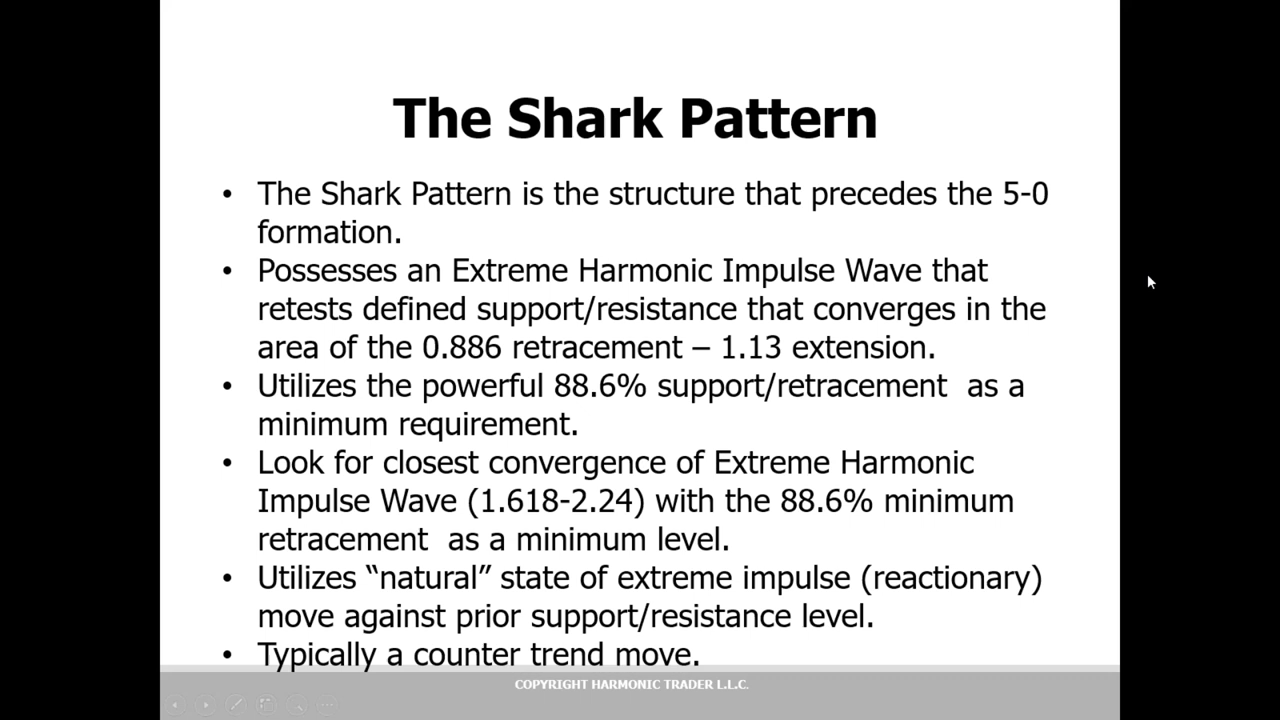 The Shark Pattern
• The Shark Pattern is the structure that precedes the 5-0
formation.
• Possesses an Extreme Harmonic Impulse Wave that
retests defined support/resistance that converges in the
area of the 0.886 retracement – 1.13 extension.
• Utilizes the powerful 88.6% support/retracement  as a
minimum requirement.
• Look for closest convergence of Extreme Harmonic
Impulse Wave (1.618-2.24) with the 88.6% minimum
retracement  as a minimum level.
• Utilizes “natural” state of extreme impulse (reactionary)
move against prior support/resistance level.
• Typically a counter trend move.
COPYRIGHT HARMONIC TRADER L.L.C.